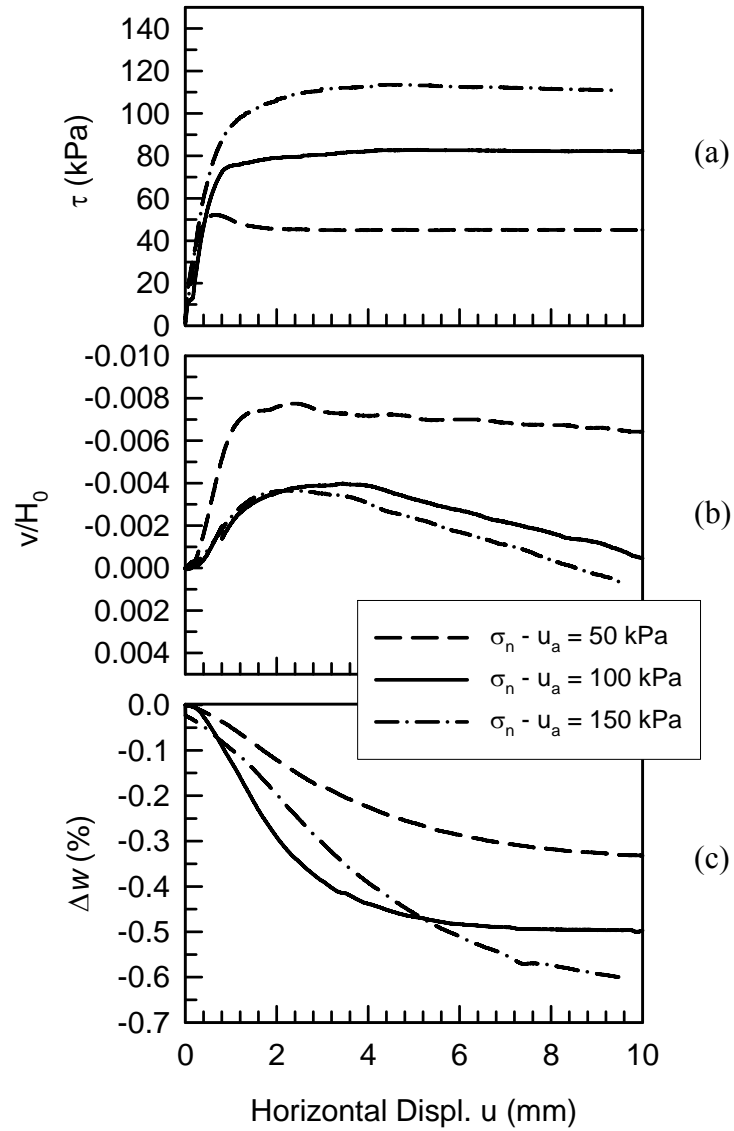 140
120
100
80
60
40
20
0
τ (kPa)
(a)
-0.010
-0.008
-0.006
-0.004
-0.002
0.000
0.002
0.004
v/H0
(b)
σn - ua = 50 kPa
σn - ua = 100 kPa
σn - ua = 150 kPa
0.0
-0.1
-0.2
-0.3
-0.4
-0.5
-0.6
-0.7
Δw (%)
(c)
0 2 4 6 8 10
Horizontal Displ. u (mm)